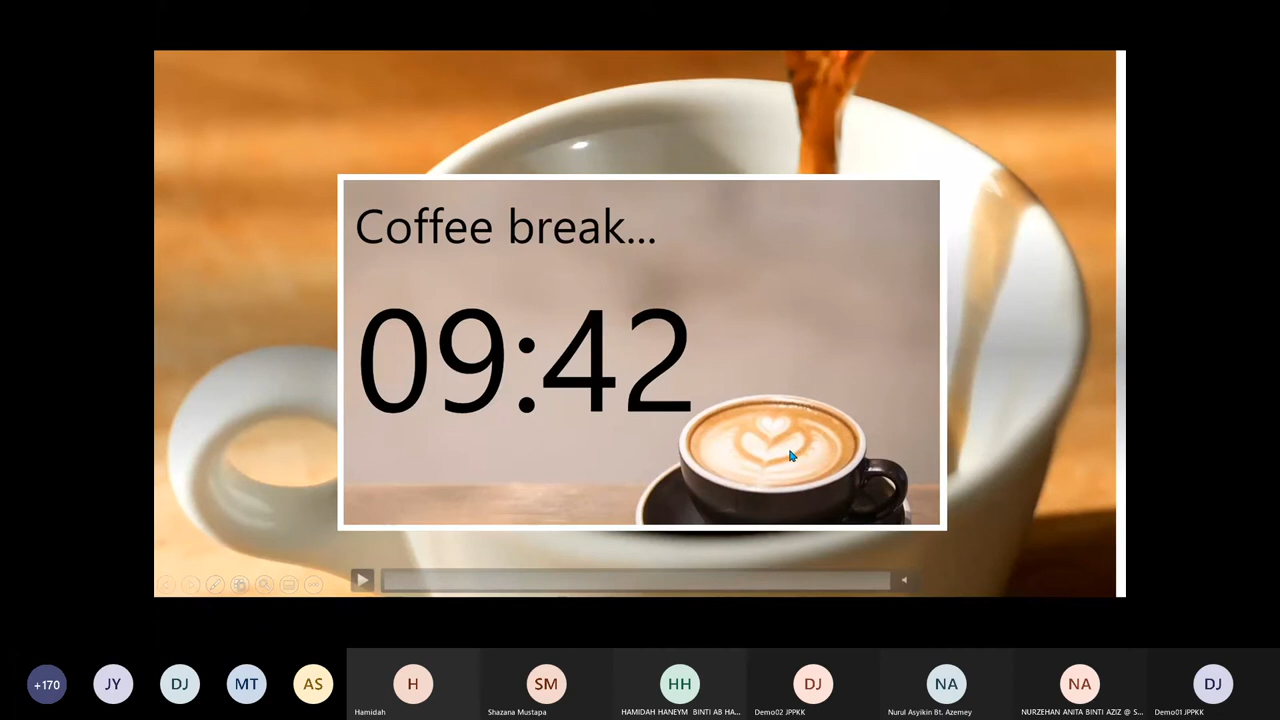 Coffee break...
09:42
+170
JY
DJ
MT
AS
H
SM
HH
DJ
NA
NA
DJ
Hamidah
Shazana Mustapa
HAMIDAH HANEYM BINTI AB HA...
Demo02 JPPKK
Nurul Asyikin Bt. Azemey
NURZEHAN ANITA BINTI AZIZ @ S...
Demo01 JPPKK